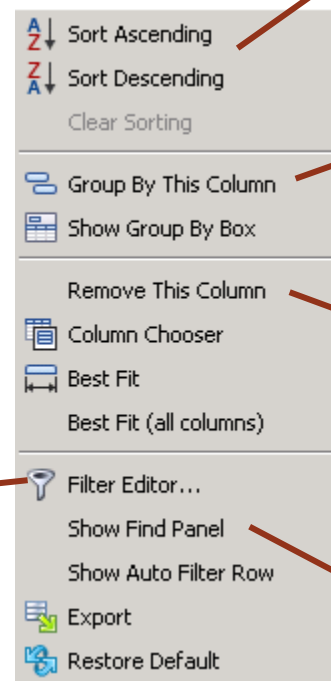 Sort Ascending
Sort Descending
Clear Sorting
Group By This Column
Show Group By Box
Remove This Column
Column Chooser
Best Fit
Best Fit (all columns)
Filter Editor...
Show Find Panel
Show Auto Filter Row
Export
Restore Default